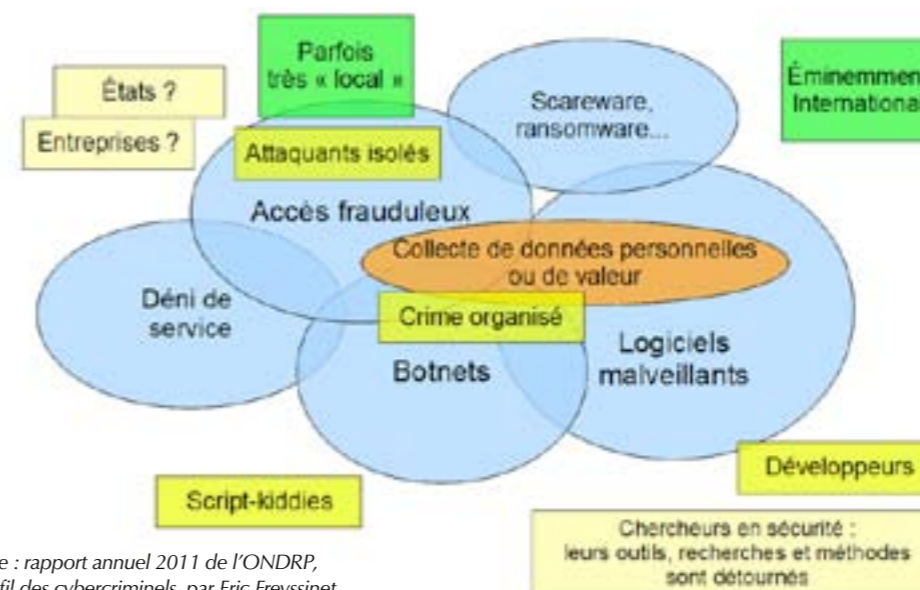 Parfois
très « local »
États ?
Entreprises ?
Attaquants isolés
Scareware,
ransomware...
Éminemmen
Internationa
Accès frauduleux
Collecte de données personnelles
ou de valeur
Déni de
service
Crime organisé
Botnets
Logiciels
malveillants
Script-kiddies
Développeurs
Chercheurs en sécurité :
leurs outils, recherches et méthodes
sont détournés
e : rapport annuel 2011 de l'ONDRP,
fil des cybercriminels, par Eric Freyssinet